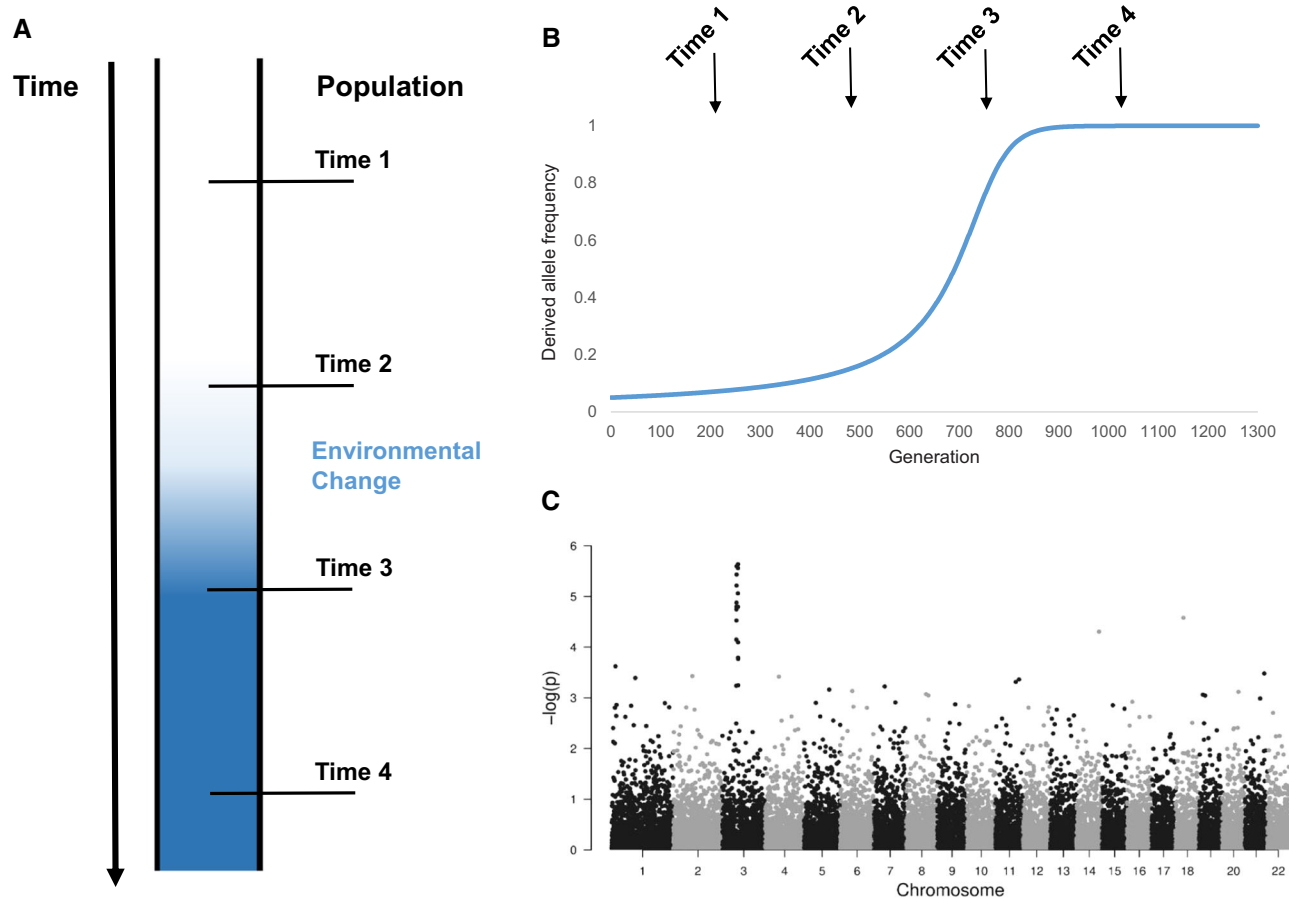 A
Time
Population
Time 1
Time 2
Environmental
Change
Time 3
Time 4
B
Time 1
Time 2
Time 3
Time 4
Derived allele frequency
1
0.8
0.6
0.4
0.2
0
0 100 200 300 400 500 600 700 800 900 1000 1100 1200 1300
Generation
C
−log(p)
6
5
4
3
2
1
0
1 2 3 4 5 6 7 8 9 10 11 12 13 14 15 16 17 18 20 22
Chromosome